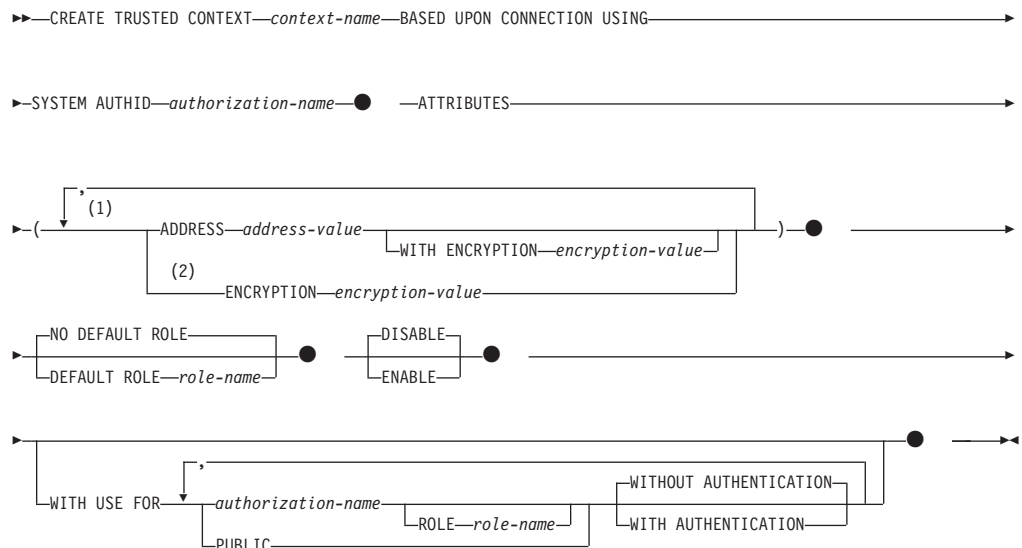 CREATE TRUSTED CONTEXT context-name BASED UPON CONNECTION USING
SYSTEM AUTHID authorization-name ATTRIBUTES
,
(1)
( ADDRESS address-value )
WITH ENCRYPTION encryption-value
(2)
ENCRYPTION encryption-value
NO DEFAULT ROLE DISABLE
DEFAULT ROLE role-name ENABLE
,
WITH USE FOR authorization-name WITHOUT AUTHENTICATION
ROLE role-name WITH AUTHENTICATION
PUBLIC